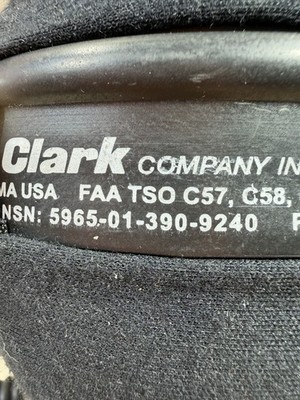 Clark COMPANY IN
MA USA FAA TSO C57, C58,
NSN: 5965-01-390-9240